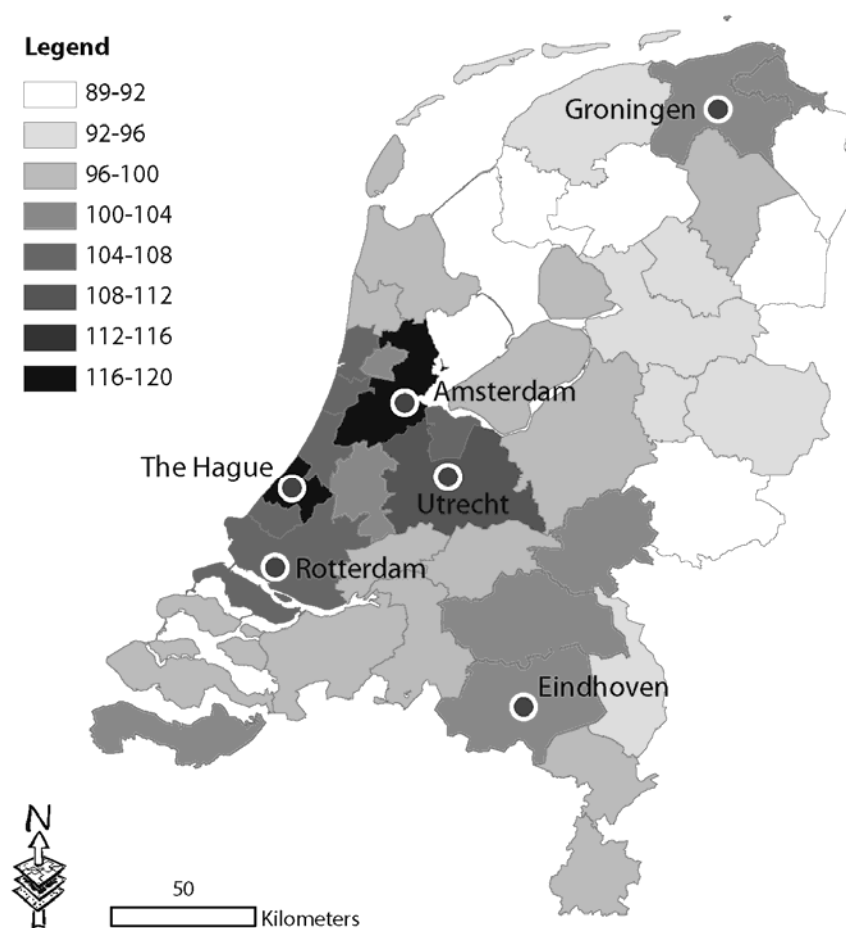 Legend
89-92
92-96
96-100
100-104
104-108
108-112
112-116
116-120
Groningen
Amsterdam
The Hague
Utrecht
Rotterdam
Eindhoven
N
50
Kilometers